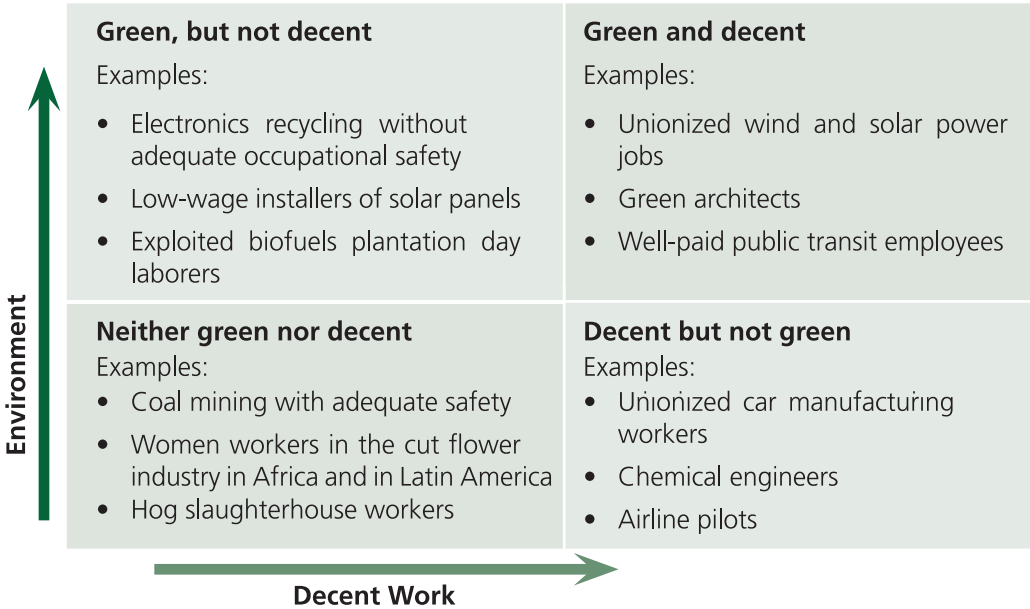 Green, but not decent
Examples:
• Electronics recycling without
adequate occupational safety
• Low-wage installers of solar panels
• Exploited biofuels plantation day
laborers
Green and decent
Examples:
• Unionized wind and solar power
jobs
• Green architects
• Well-paid public transit employees
Neither green nor decent
Examples:
• Coal mining with adequate safety
• Women workers in the cut flower
industry in Africa and in Latin America
• Hog slaughterhouse workers
Decent but not green
Examples:
• Unionized car manufacturing
workers
• Chemical engineers
• Airline pilots
Environment
Decent Work